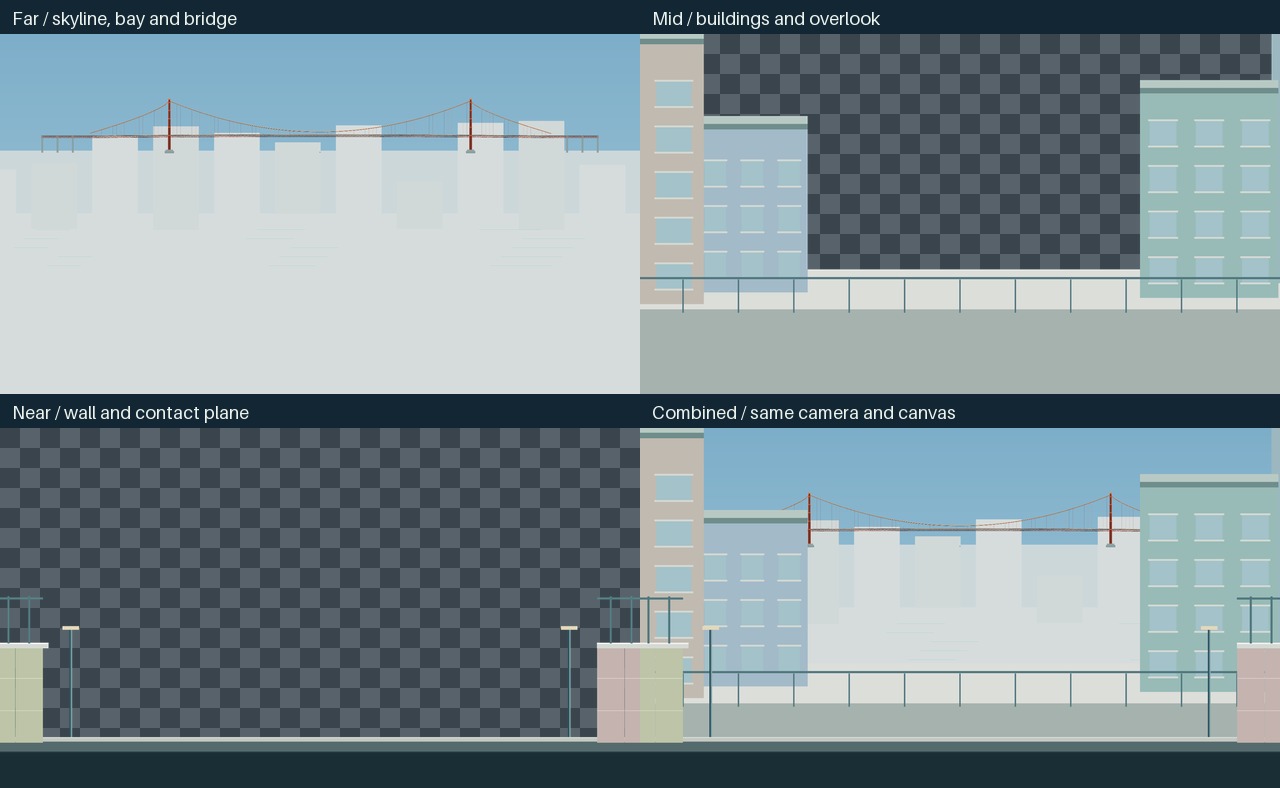 Far / skyline, bay and bridge
Mid / buildings and overlook
Near / wall and contact plane
Combined / same camera and canvas